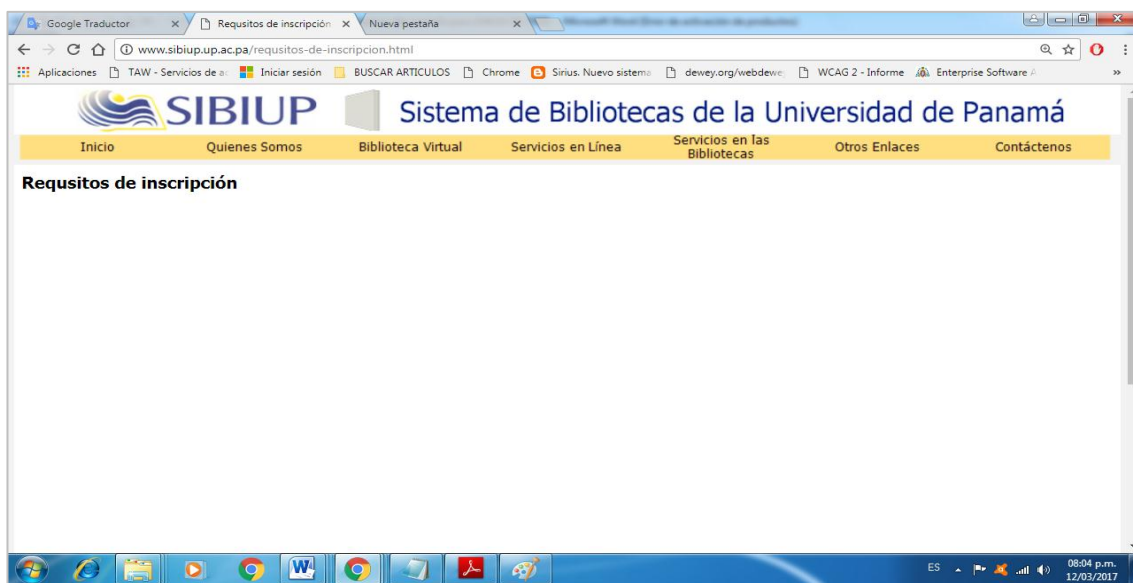 Google Traductor
Requsitos de inscripción
Nueva pestaña
www.sibiup.up.ac.pa/requsitos-de-inscripcion.html
Aplicaciones TAW - Servicios de Iniciar sesión BUSCAR ARTICULOS Chrome Sirius. Nuevo sistema dewey.org/webdewey WCAG 2 - Informe Enterprise Software »
SIBIUP Sistema de Bibliotecas de la Universidad de Panamá
Inicio Quienes Somos Biblioteca Virtual Servicios en Línea Servicios en las Bibliotecas Otros Enlaces Contáctenos
Requsitos de inscripción
ES 08:04 p.m.
12/03/2017